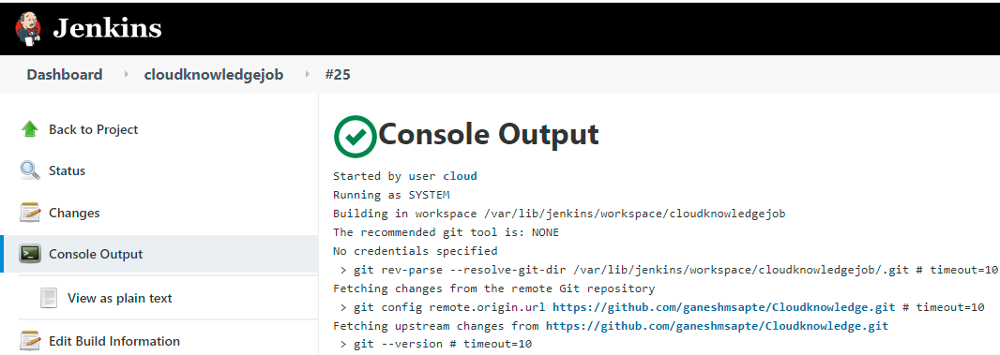 Jenkins
Dashboard cloudknowledgejob #25
Back to Project
Status
Changes
Console Output
View as plain text
Edit Build Information
Console Output
Started by user cloud
Running as SYSTEM
Building in workspace /var/lib/jenkins/workspace/cloudknowledgejob
The recommended git tool is: NONE
No credentials specified
> git rev-parse --resolve-git-dir /var/lib/jenkins/workspace/cloudknowledgejob/.git # timeout=10
Fetching changes from the remote Git repository
> git config remote.origin.url https://github.com/ganeshmsapte/Cloudknowledge.git # timeout=10
Fetching upstream changes from https://github.com/ganeshmsapte/Cloudknowledge.git
> git --version # timeout=10